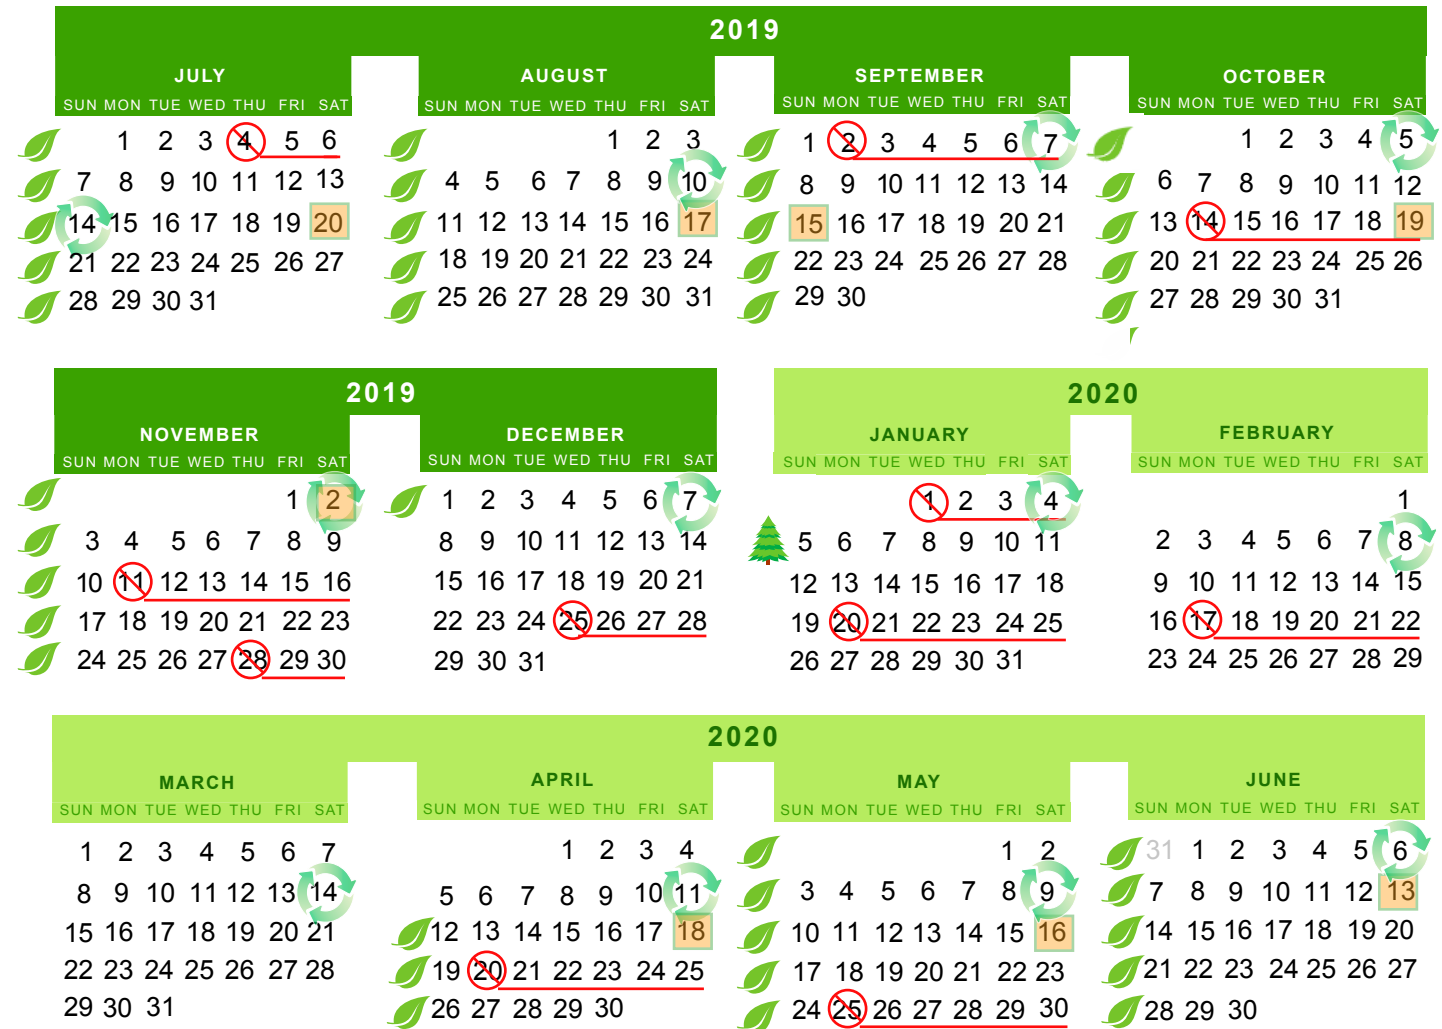 2019
JULY AUGUST SEPTEMBER OCTOBER
SUN MON TUE WED THU FRI SAT SUN MON TUE WED THU FRI SAT SUN MON TUE WED THU FRI SAT SUN MON TUE WED THU FRI SAT
1 2 3 4 5 6 1 2 3 1 2 3 4 5 6 7 1 2 3 4 5
7 8 9 10 11 12 13 4 5 6 7 8 9 10 8 9 10 11 12 13 14 6 7 8 9 10 11 12
14 15 16 17 18 19 20 11 12 13 14 15 16 17 15 16 17 18 19 20 21 13 14 15 16 17 18 19
21 22 23 24 25 26 27 18 19 20 21 22 23 24 22 23 24 25 26 27 28 20 21 22 23 24 25 26
28 29 30 31 25 26 27 28 29 30 31 29 30 27 28 29 30 31
2019 2020
NOVEMBER DECEMBER JANUARY FEBRUARY
SUN MON TUE WED THU FRI SAT SUN MON TUE WED THU FRI SAT SUN MON TUE WED THU FRI SAT SUN MON TUE WED THU FRI SAT
1 2 1 2 3 4 5 6 7 1 2 3 4 1
3 4 5 6 7 8 9 8 9 10 11 12 13 14 5 6 7 8 9 10 11 2 3 4 5 6 7 8
10 11 12 13 14 15 16 15 16 17 18 19 20 21 12 13 14 15 16 17 18 9 10 11 12 13 14 15
17 18 19 20 21 22 23 22 23 24 25 26 27 28 19 20 21 22 23 24 25 16 17 18 19 20 21 22
24 25 26 27 28 29 30 29 30 31 26 27 28 29 30 31 23 24 25 26 27 28 29
2020
MARCH APRIL MAY JUNE
SUN MON TUE WED THU FRI SAT SUN MON TUE WED THU FRI SAT SUN MON TUE WED THU FRI SAT SUN MON TUE WED THU FRI SAT
1 2 3 4 5 6 7 1 2 3 4 1 2 31 1 2 3 4 5 6
8 9 10 11 12 13 14 5 6 7 8 9 10 11 3 4 5 6 7 8 9 7 8 9 10 11 12 13
15 16 17 18 19 20 21 12 13 14 15 16 17 18 10 11 12 13 14 15 16 14 15 16 17 18 19 20
22 23 24 25 26 27 28 19 20 21 22 23 24 25 17 18 19 20 21 22 23 21 22 23 24 25 26 27
29 30 31 26 27 28 29 30 24 25 26 27 28 29 30 28 29 30